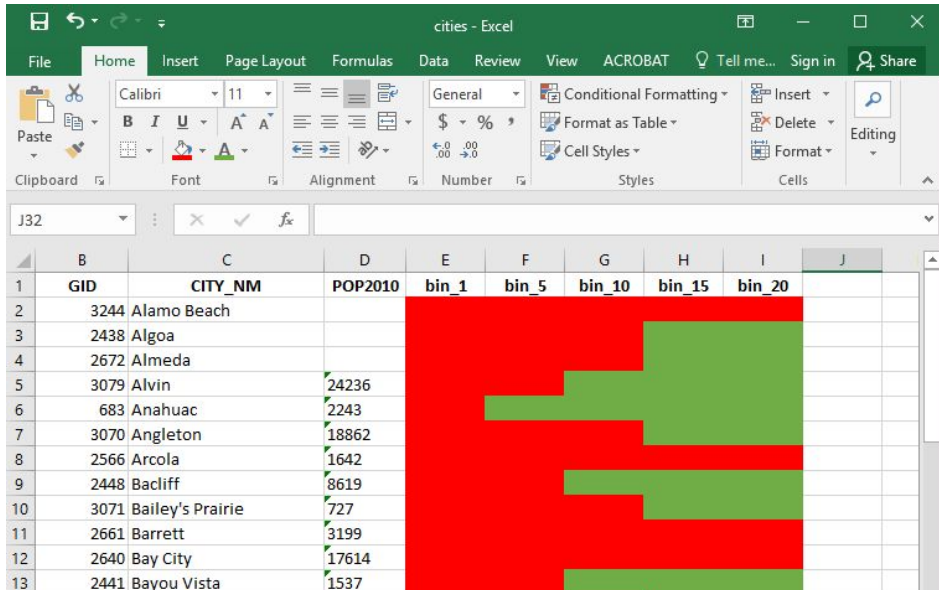 cities - Excel
File Home Insert Page Layout Formulas Data Review View ACROBAT Tell me... Sign in Share
Calibri 11 General Conditional Formatting Insert
Paste B I U A A $ % , Format as Table Delete Editing
A .00 .00 Cell Styles Format
Clipboard Font Alignment Number Styles Cells
J32 fx
B C D E F G H I J
1 GID CITY_NM POP2010 bin_1 bin_5 bin_10 bin_15 bin_20
2 3244 Alamo Beach
3 2438 Algoa
4 2672 Almeda
5 3079 Alvin 24236
6 683 Anahuac 2243
7 3070 Angleton 18862
8 2566 Arcola 1642
9 2448 Bacliff 8619
10 3071 Bailey's Prairie 727
11 2661 Barrett 3199
12 2640 Bay City 17614
13 2441 Bayou Vista 1537